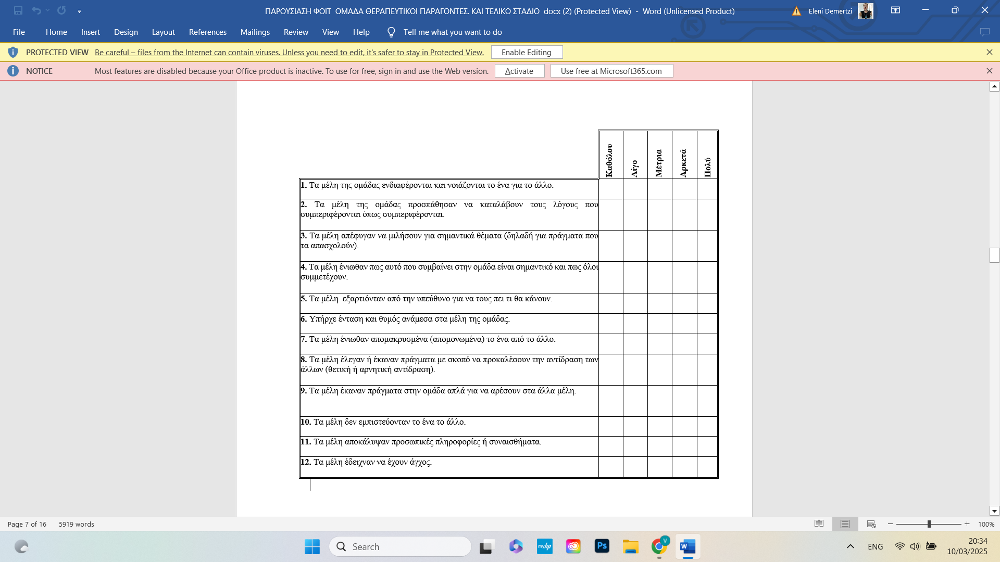 ΠΑΡΟΥΣΙΑΣΗ ΦΟΙΤ  ΟΜΑΔΑ ΘΕΡΑΠΕΥΤΙΚΟΙ ΠΑΡΑΓΟΝΤΕΣ. ΚΑΙ ΤΕΛΙΚΟ ΣΤΑΔΙΟ  docx (2) (Protected View)  -  Word (Unlicensed Product)
Eleni Demertzi
File Home Insert Design Layout References Mailings Review View Help Tell me what you want to do
PROTECTED VIEW Be careful – files from the Internet can contain viruses. Unless you need to edit, it's safer to stay in Protected View. Enable Editing
NOTICE Most features are disabled because your Office product is inactive. To use for free, sign in and use the Web version. Activate Use free at Microsoft365.com
Καθόλου Λίγο Μέτρια Αρκετά Πολύ
1. Τα μέλη της ομάδας ενδιαφέρονται και νοιάζονται το ένα για το άλλο.
2. Τα μέλη της ομάδας προσπάθησαν να καταλάβουν τους λόγους που
συμπεριφέρονται όπως συμπεριφέρονται.
3. Τα μέλη απέφυγαν να μιλήσουν για σημαντικά θέματα (δηλαδή για πράγματα που
τα απασχολούν).
4. Τα μέλη ένιωθαν πως αυτό που συμβαίνει στην ομάδα είναι σημαντικό και πως όλοι
συμμετέχουν.
5. Τα μέλη  εξαρτιόνταν από την υπεύθυνο για να τους πει τι θα κάνουν.
6. Υπήρχε ένταση και θυμός ανάμεσα στα μέλη της ομάδας.
7. Τα μέλη ένιωθαν απομακρυσμένα (απομονωμένα) το ένα από το άλλο.
8. Τα μέλη έλεγαν ή έκαναν πράγματα με σκοπό να προκαλέσουν την αντίδραση των
άλλων (θετική ή αρνητική αντίδραση).
9. Τα μέλη έκαναν πράγματα στην ομάδα απλά για να αρέσουν στα άλλα μέλη.
10. Τα μέλη δεν εμπιστεύονταν το ένα το άλλο.
11. Τα μέλη αποκάλυψαν προσωπικές πληροφορίες ή συναισθήματα.
12. Τα μέλη έδειχναν να έχουν άγχος.
Page 7 of 16 5919 words 100%
Search myhp Ps V W ENG 20:34
10/03/2025